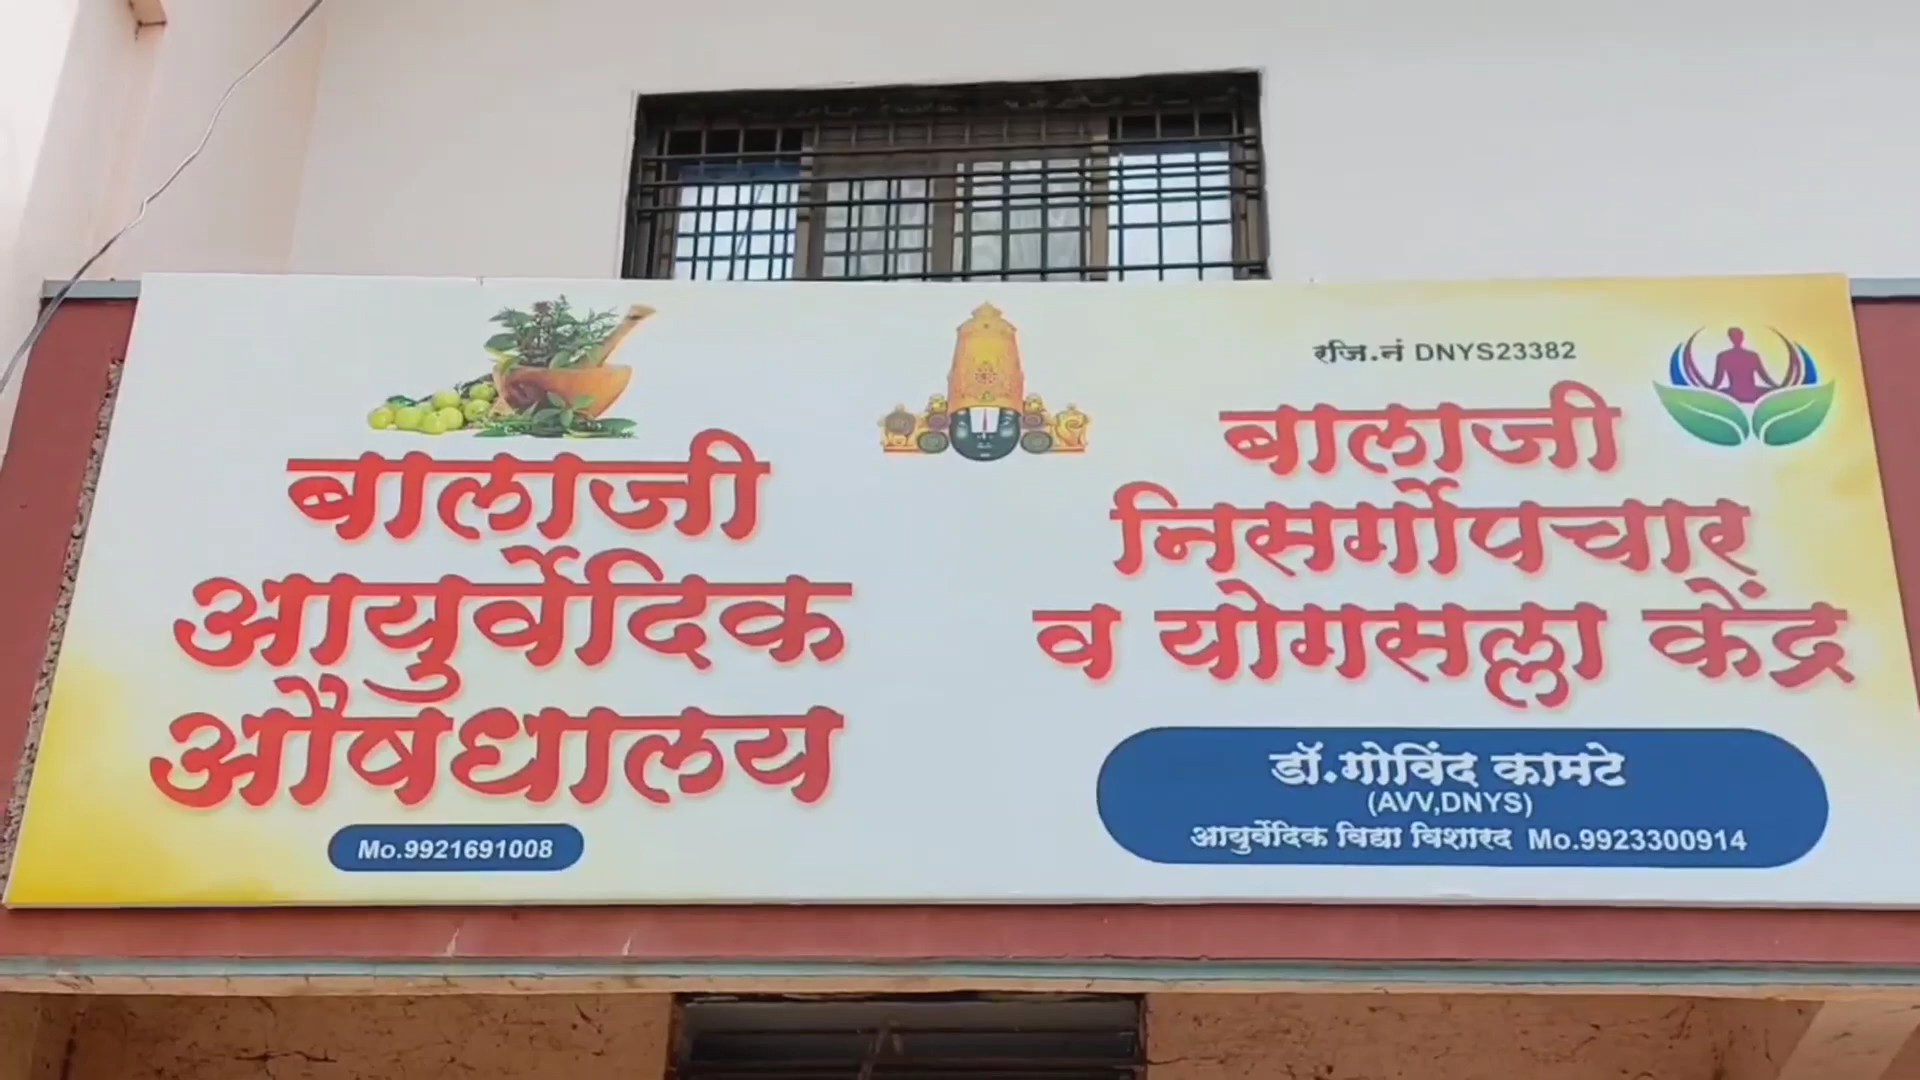 बालाजी
आयुर्वेदिक
औषधालय
Mo.9921691008
रजि.नं DNYS23382
बालाजी
निसर्गोपचार
व योगसल्ला केंद्र
डॉ.गोविंद कामटे
(AVV,DNYS)
आयुर्वेदिक विद्या विशारद Mo.9923300914